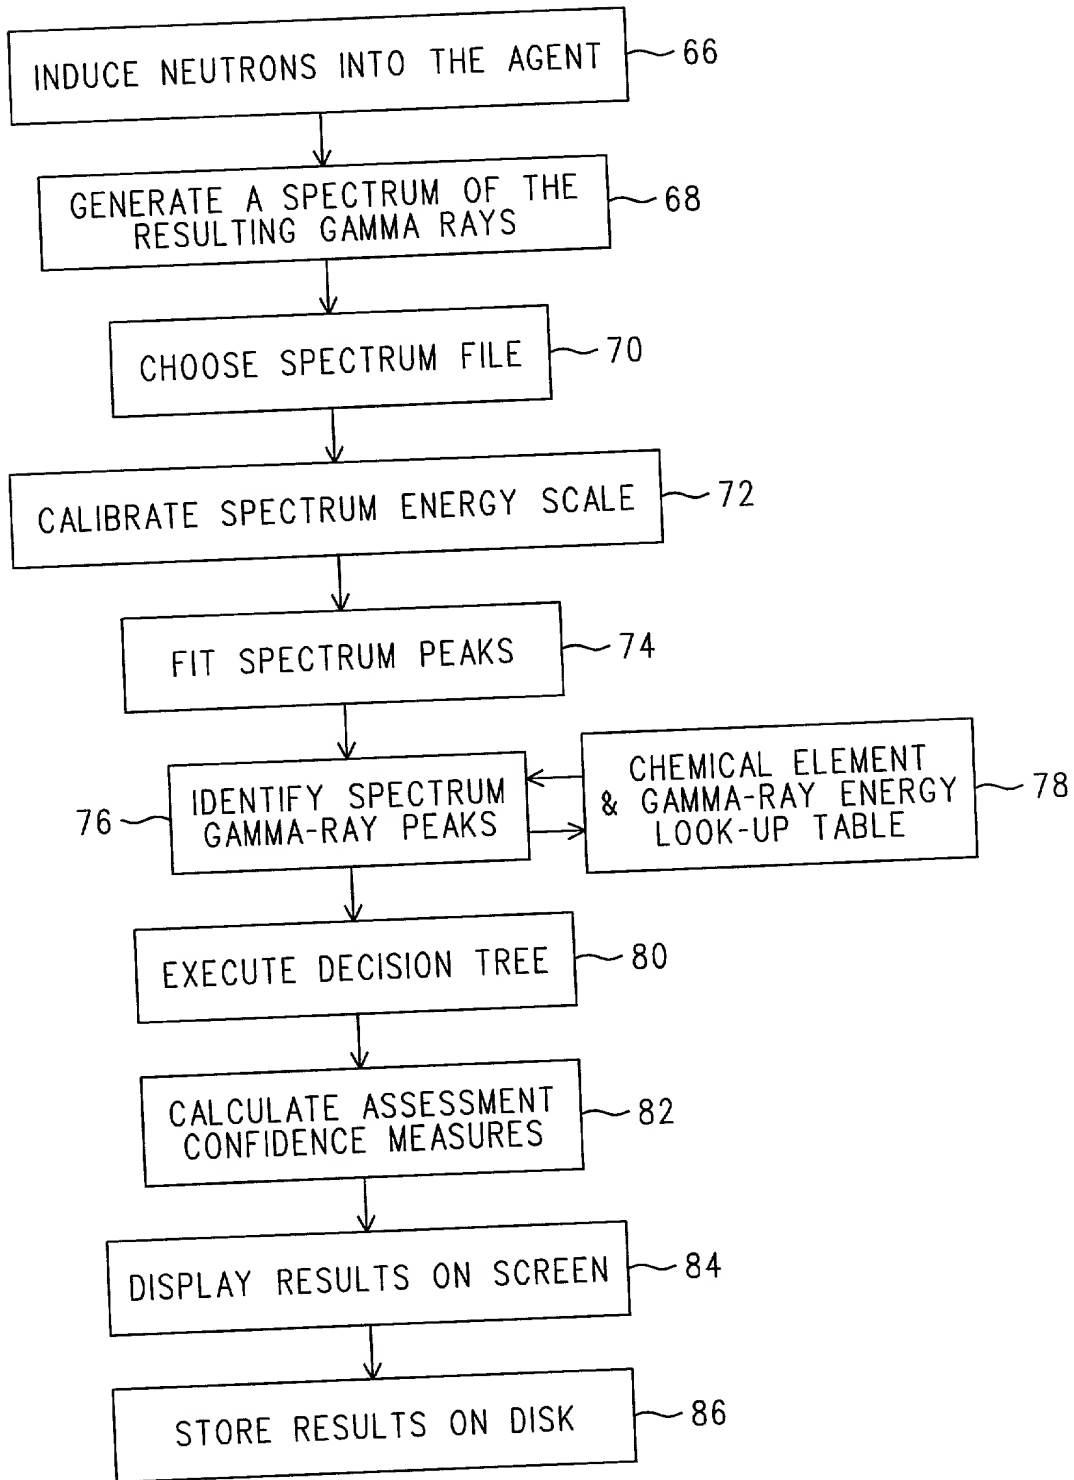 INDUCE NEUTRONS INTO THE AGENT
66
GENERATE A SPECTRUM OF THE
RESULTING GAMMA RAYS
68
CHOOSE SPECTRUM FILE
70
CALIBRATE SPECTRUM ENERGY SCALE
72
FIT SPECTRUM PEAKS
74
76
IDENTIFY SPECTRUM
GAMMA-RAY PEAKS
CHEMICAL ELEMENT
& GAMMA-RAY ENERGY
LOOK-UP TABLE
78
EXECUTE DECISION TREE
80
CALCULATE ASSESSMENT
CONFIDENCE MEASURES
82
DISPLAY RESULTS ON SCREEN
84
STORE RESULTS ON DISK
86